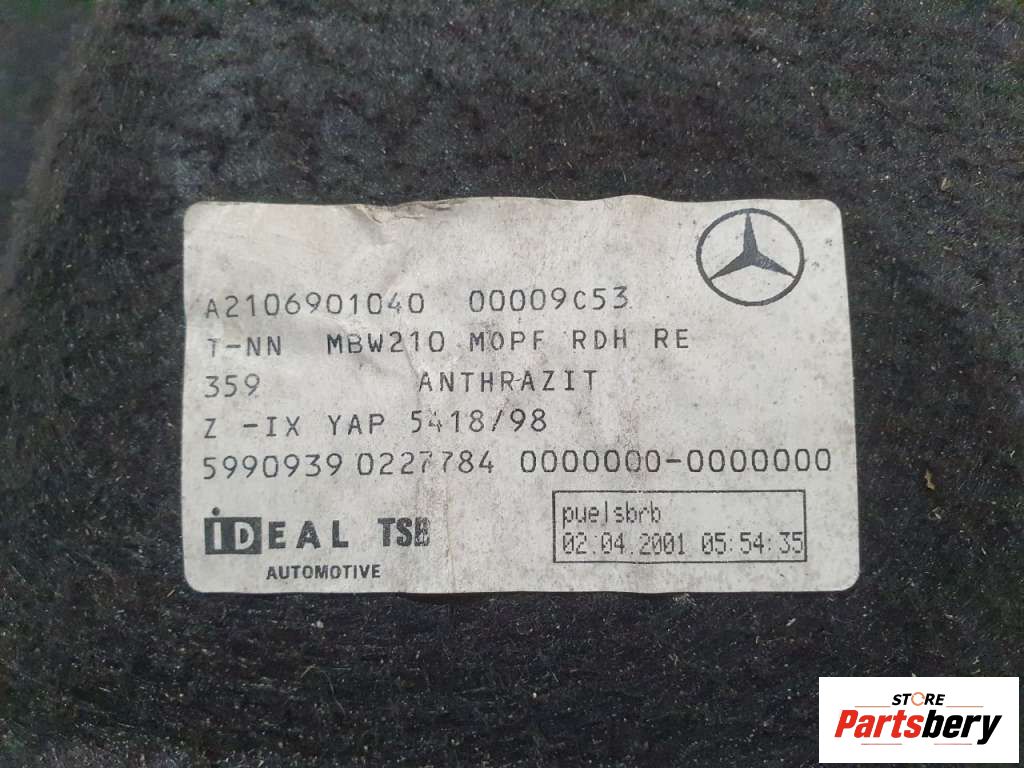 A2106901040 00009C53
T-NN MBW210 MOPF RDH RE
359 ANTHRAZIT
Z -IX YAP 5418/98
5990939 0227784 0000000-0000000
iDEAL TSB
AUTOMOTIVE
puelsbrb
02.04.2001 05:54:35
STORE
Partsbery